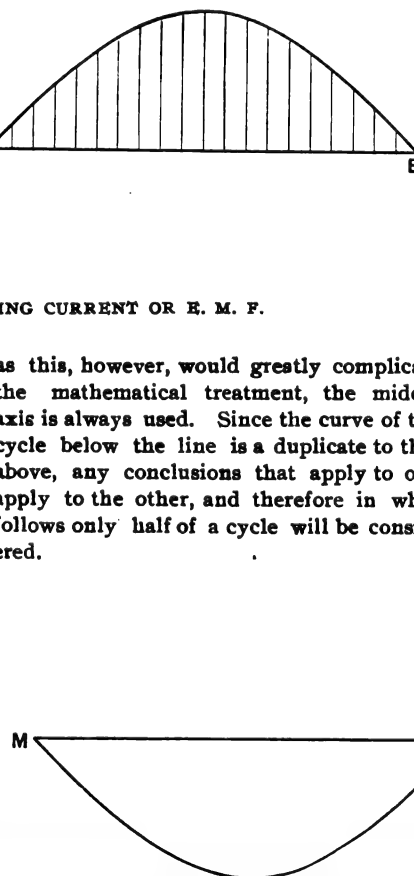 E
ING CURRENT OR E. M. F.
as this, however, would greatly complica
the mathematical treatment, the midd
axis is always used. Since the curve of t
cycle below the line is a duplicate to th
above, any conclusions that apply to o
apply to the other, and therefore in wh
follows only half of a cycle will be consi
ered.
M